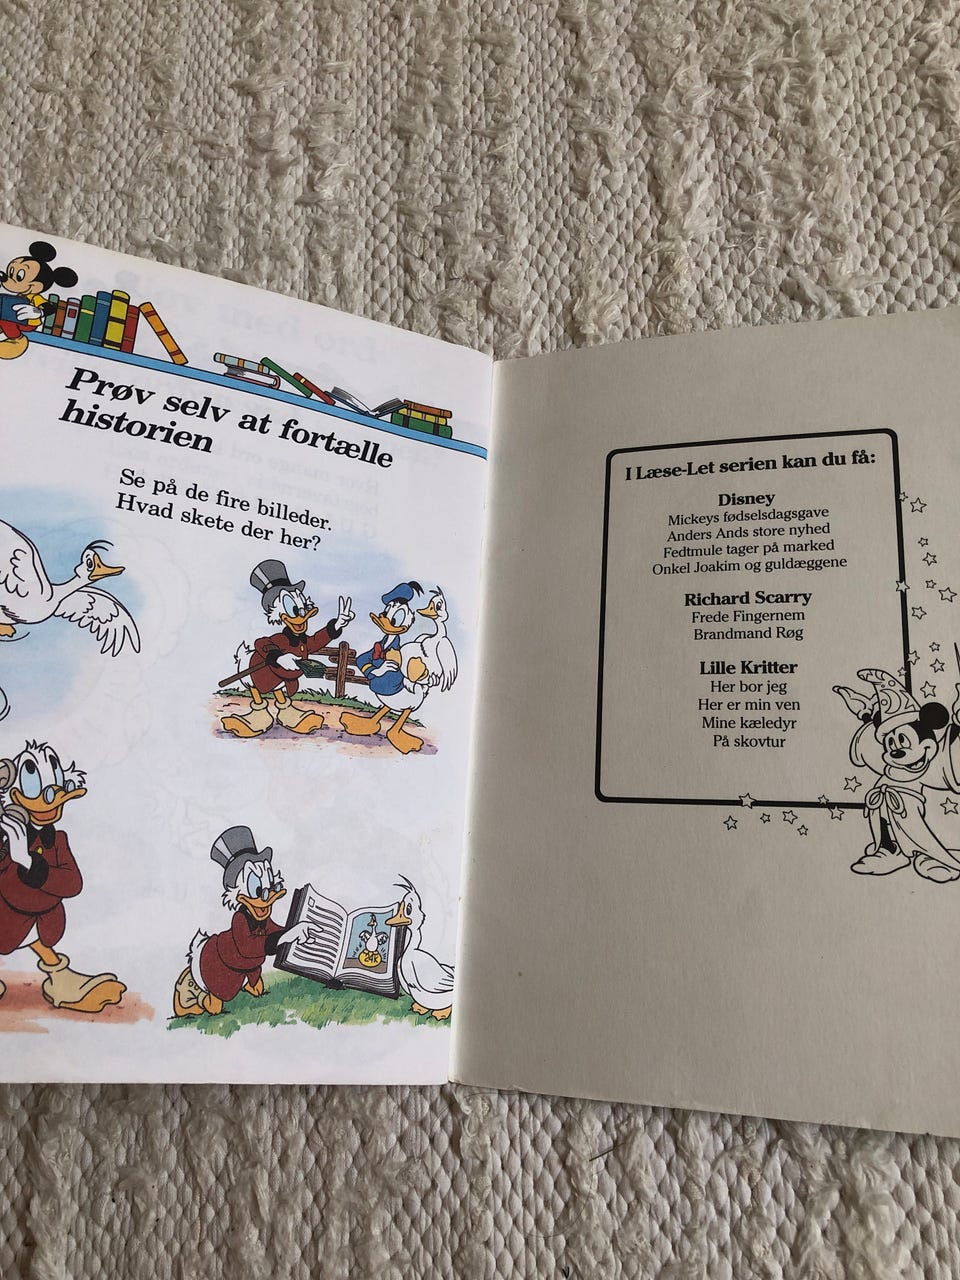 Prøv selv at fortælle
historien
Se på de fire billeder.
Hvad skete der her?
24K
I Læse-Let serien kan du få:
Disney
Mickeys fødselsdagsgave
Anders Ands store nyhed
Fedtmule tager på marked
Onkel Joakim og guldæggene
Richard Scarry
Frede Fingernem
Brandmand Røg
Lille Kritter
Her bor jeg
Her er min ven
Mine kæledyr
På skovtur